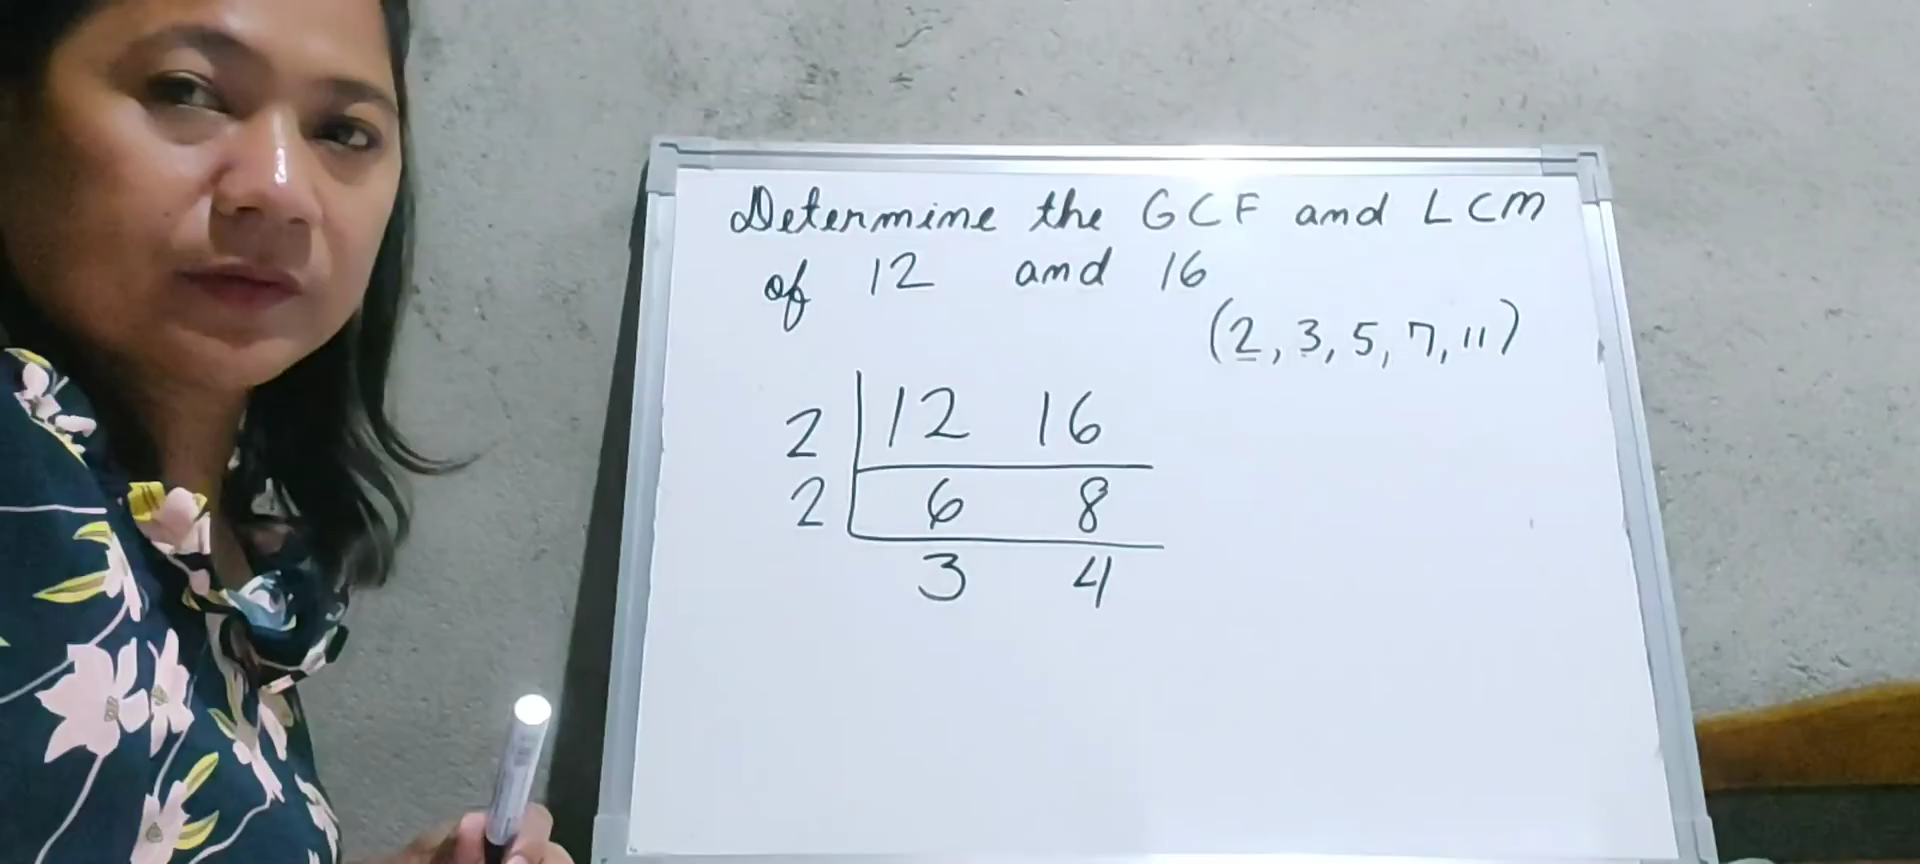 Determine the GCF and LCM
of 12 and 16
(2, 3, 5, 7, 11)
2 12 16
2 6 8
3 4